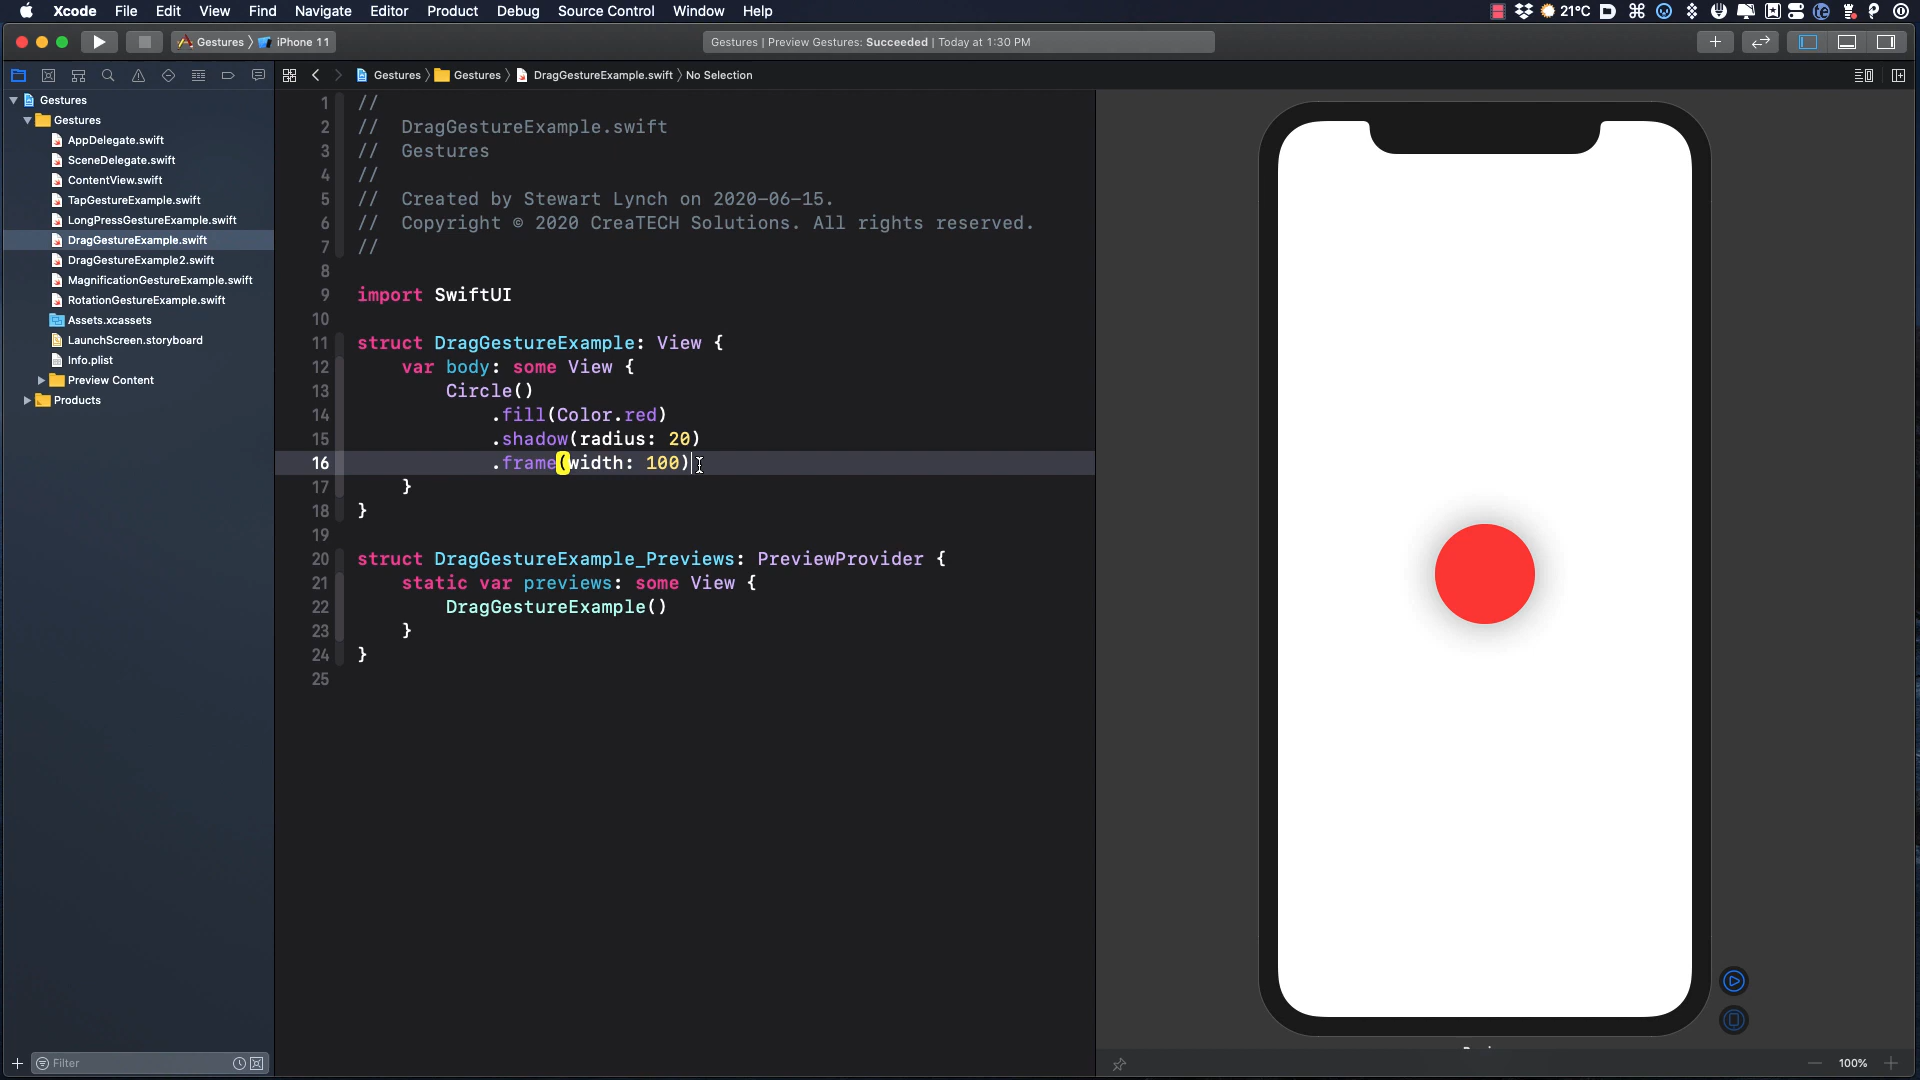 Xcode File Edit View Find Navigate Editor Product Debug Source Control Window Help 21°C
Gestures iPhone 11 Gestures | Preview Gestures: Succeeded | Today at 1:30 PM
Gestures Gestures DragGestureExample.swift No Selection
Gestures
Gestures
AppDelegate.swift
SceneDelegate.swift
ContentView.swift
TapGestureExample.swift
LongPressGestureExample.swift
DragGestureExample.swift
DragGestureExample2.swift
MagnificationGestureExample.swift
RotationGestureExample.swift
Assets.xcassets
LaunchScreen.storyboard
Info.plist
Preview Content
Products
Filter
1 //
2 // DragGestureExample.swift
3 // Gestures
4 //
5 // Created by Stewart Lynch on 2020-06-15.
6 // Copyright © 2020 CreaTECH Solutions. All rights reserved.
7 //
8
9 import SwiftUI
10
11 struct DragGestureExample: View {
12 var body: some View {
13 Circle()
14 .fill(Color.red)
15 .shadow(radius: 20)
16 .frame(width: 100)
17 }
18 }
19
20 struct DragGestureExample_Previews: PreviewProvider {
21 static var previews: some View {
22 DragGestureExample()
23 }
24 }
25
100%